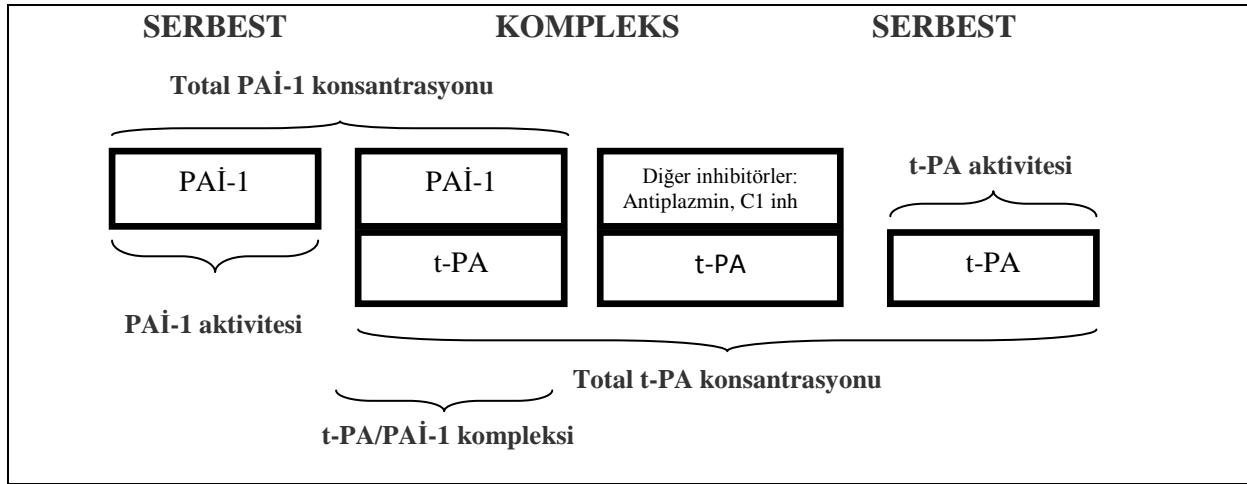 SERBEST KOMPLEKS SERBEST
Total PAİ-1 konsantrasyonu
PAİ-1
PAİ-1
Diğer inhibitörler:
Antiplazmin, C1 inh
t-PA aktivitesi
t-PA
t-PA
t-PA
PAİ-1 aktivitesi
Total t-PA konsantrasyonu
t-PA/PAİ-1 kompleksi